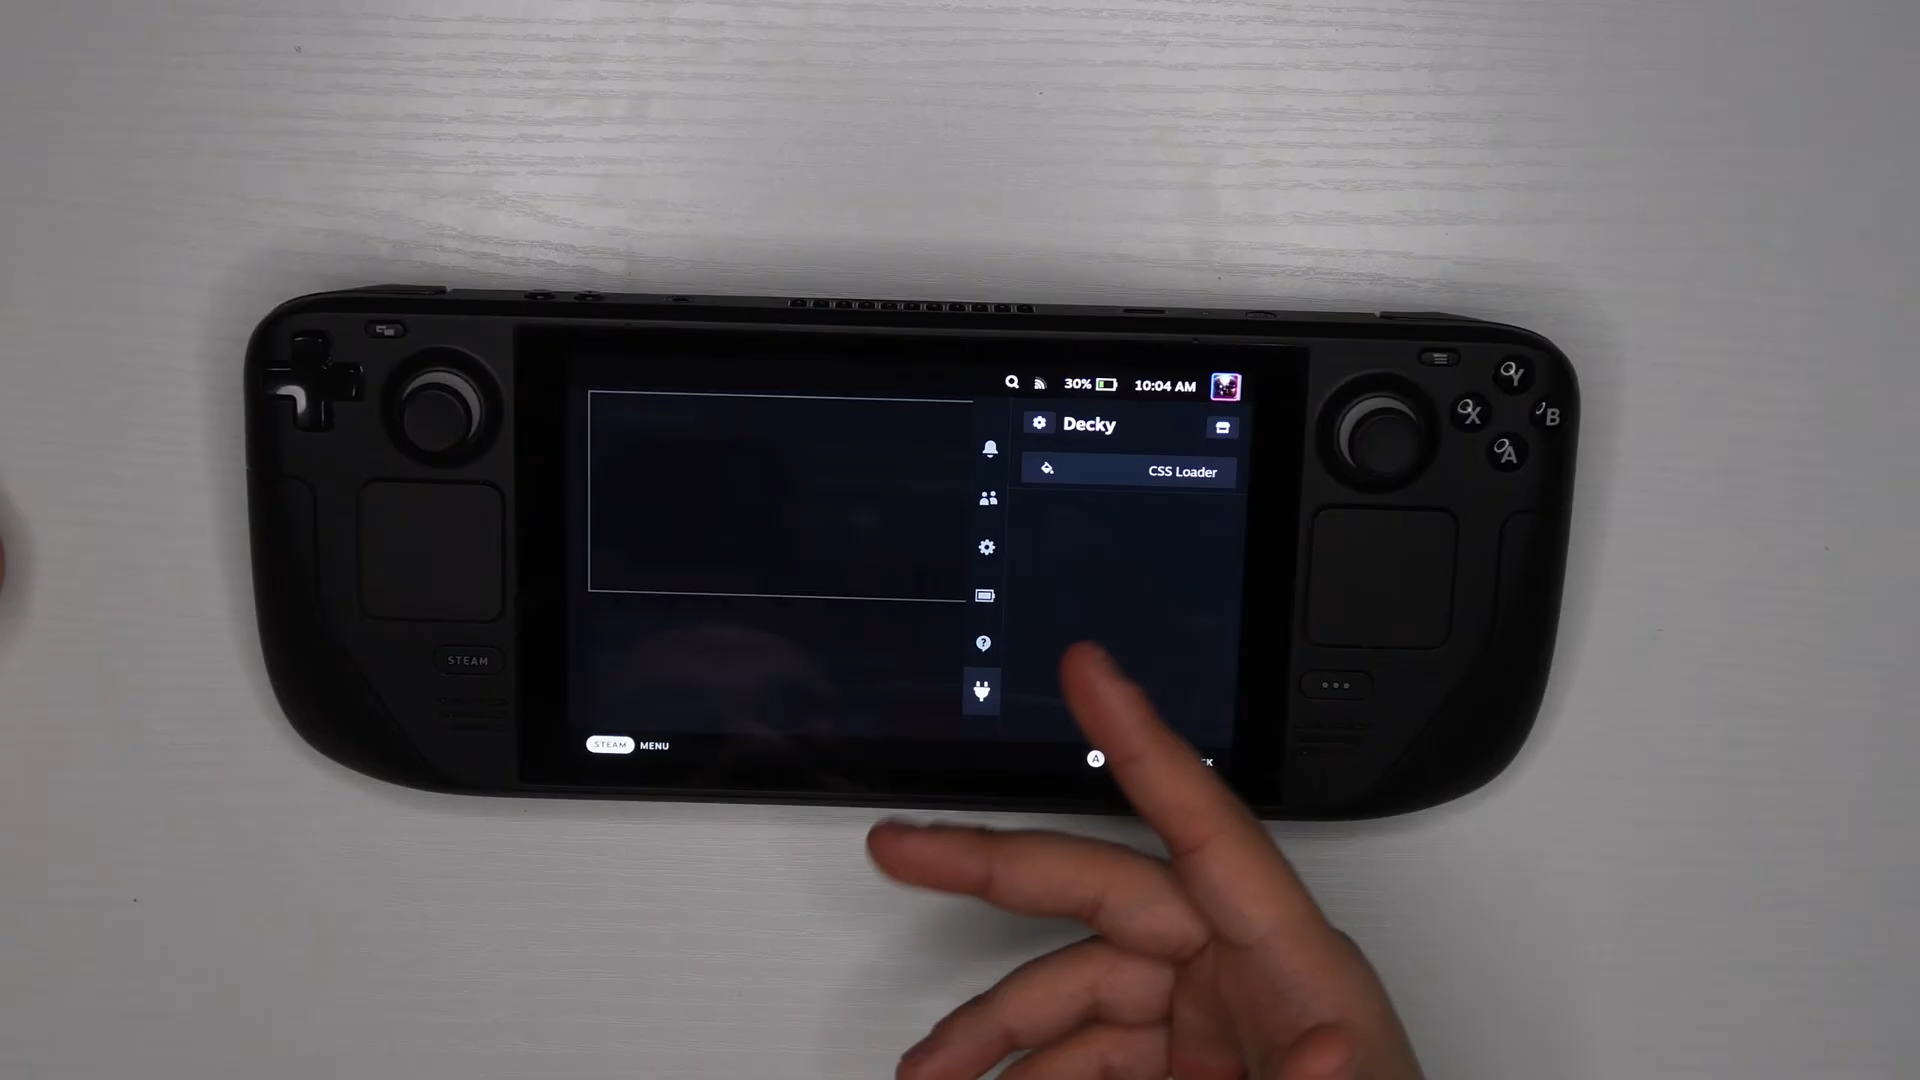 30% 10:04 AM
Decky
CSS Loader
STEAM MENU
A
STEAM
Y
X
B
A